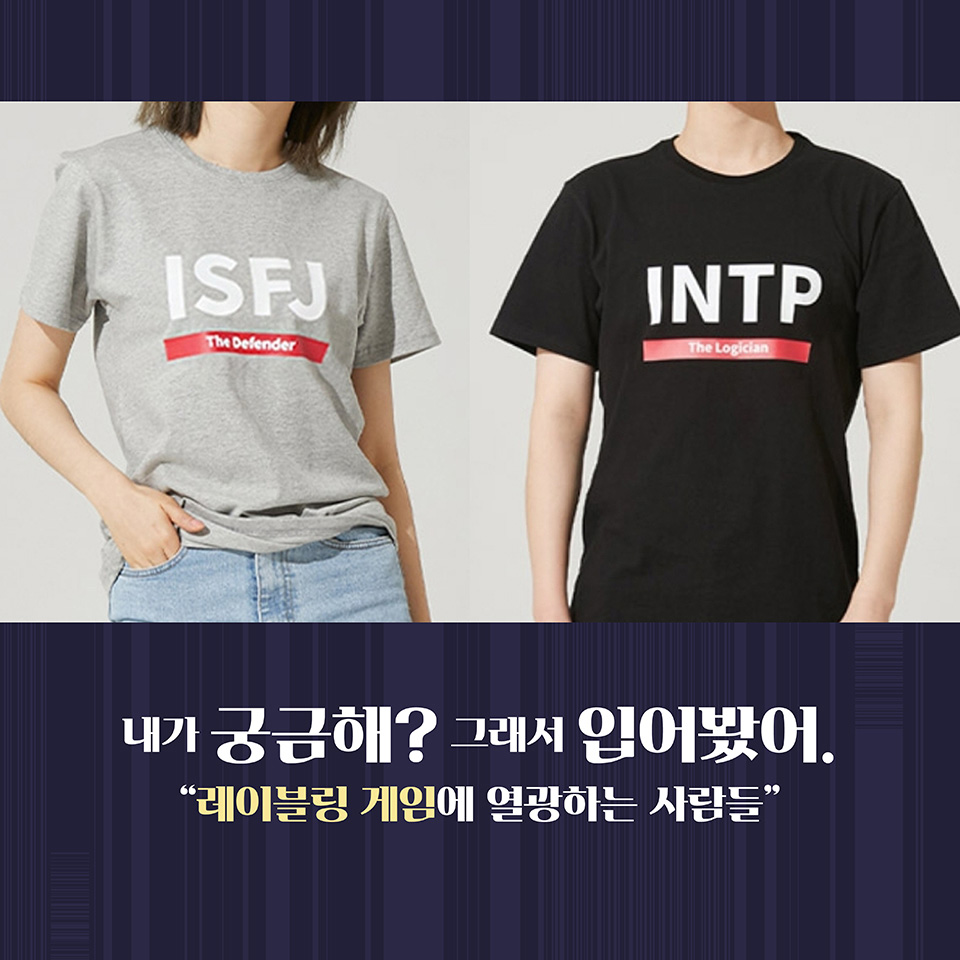 ISFJ
The Defender
INTP
The Logician
내가 궁금해? 그래서 입어봤어.
“레이블링 게임에 열광하는 사람들”